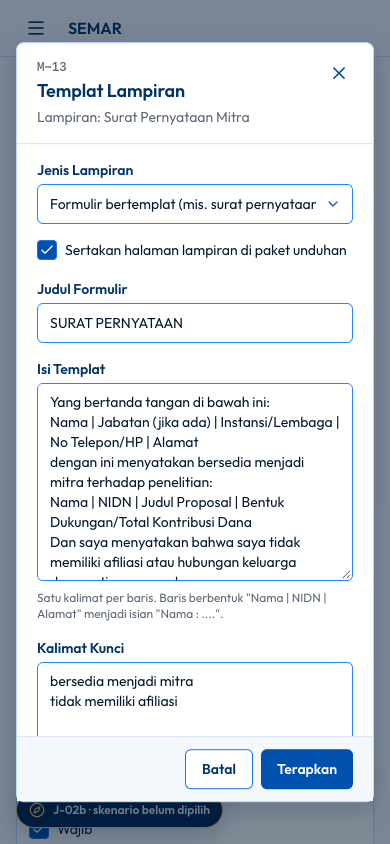 SEMAR
M-13
Templat Lampiran
Lampiran: Surat Pernyataan Mitra
Jenis Lampiran
Formulir bertemplat (mis. surat pernyataar
Sertakan halaman lampiran di paket unduhan
Judul Formulir
SURAT PERNYATAAN
Isi Templat
Yang bertanda tangan di bawah ini:
Nama | Jabatan (jika ada) | Instansi/Lembaga |
No Telepon/HP | Alamat
dengan ini menyatakan bersedia menjadi
mitra terhadap penelitian:
Nama | NIDN | Judul Proposal | Bentuk
Dukungan/Total Kontribusi Dana
Dan saya menyatakan bahwa saya tidak
memiliki afiliasi atau hubungan keluarga
Satu kalimat per baris. Baris berbentuk "Nama | NIDN |
Alamat" menjadi isian "Nama : ....".
Kalimat Kunci
bersedia menjadi mitra
tidak memiliki afiliasi
Batal
Terapkan
J-02b · skenario belum dipilih
Wajib